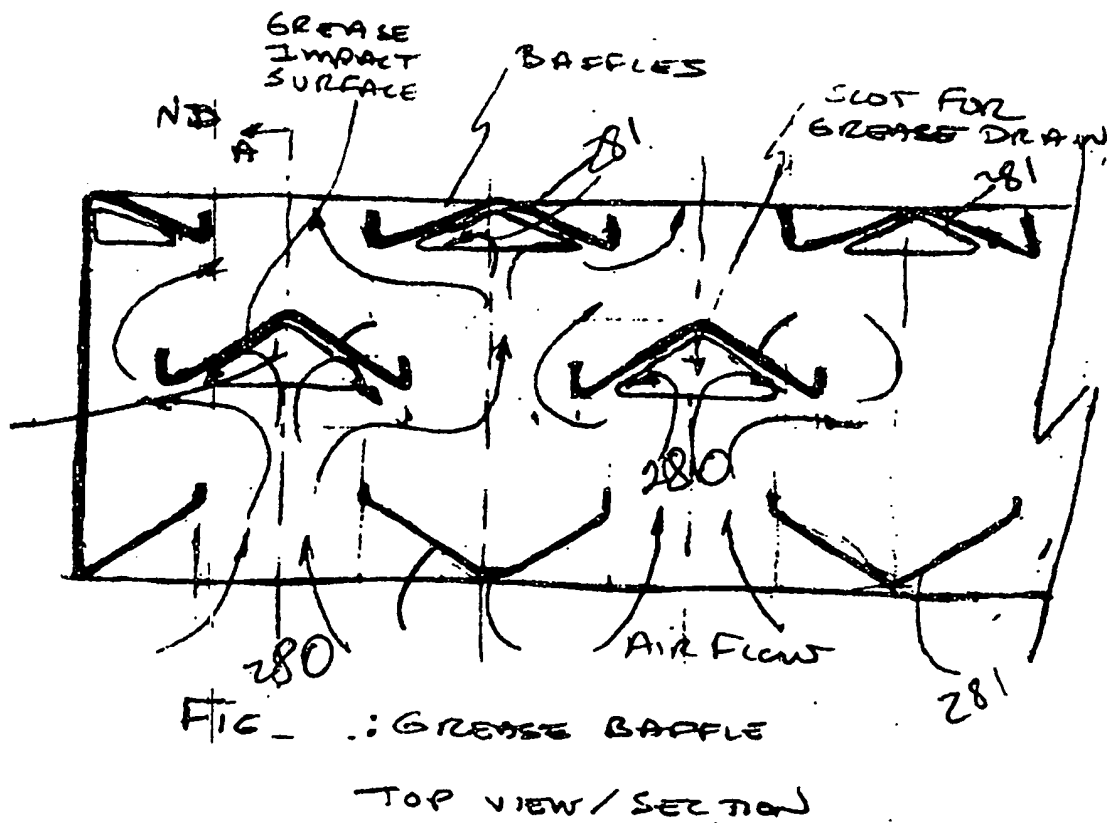 GREASE
IMPACT
SURFACE
BAFFLES
SLOT FOR
GREASE DRAIN
ND
A
281
281
280
280
AIR FLOW
281
FIG_ .: GREASE BAFFLE
TOP VIEW/SECTION